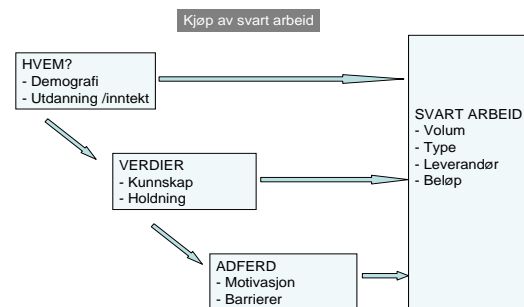 Kjøp av svart arbeid
HVEM?
- Demografi
- Utdanning /inntekt
VERDIER
- Kunnskap
- Holdning
ADFERD
- Motivasjon
- Barrierer
SVART ARBEID
- Volum
- Type
- Leverandør
- Beløp